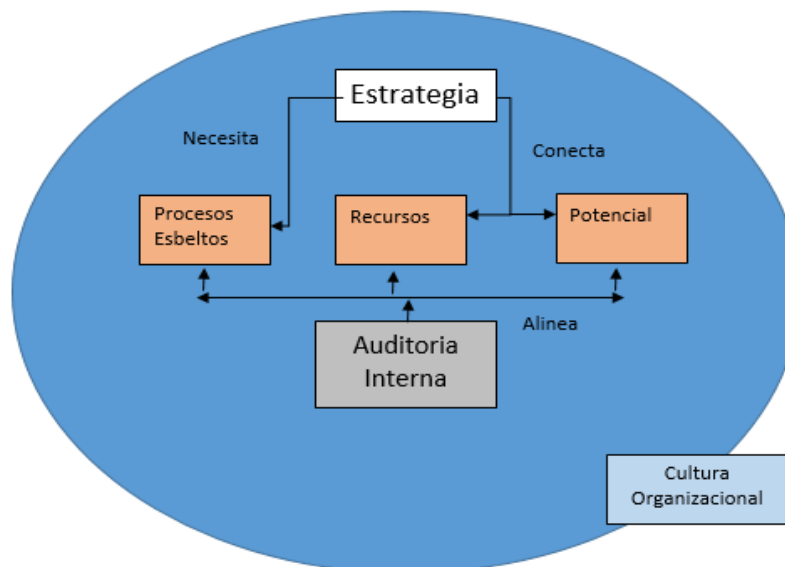 Estrategia
Necesita
Conecta
Procesos
Esbeltos
Recursos
Potencial
Alinea
Auditoria
Interna
Cultura
Organizacional